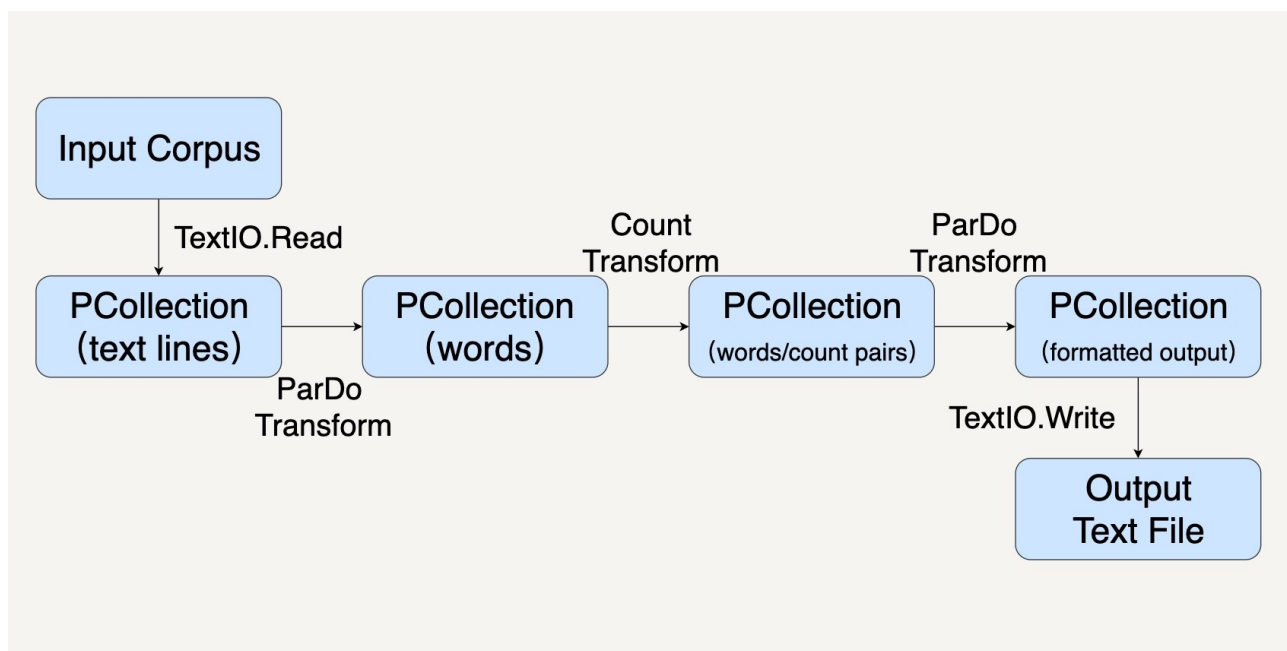 Input Corpus
TextIO.Read
PCollection
(text lines)
ParDo
Transform
PCollection
(words)
Count
Transform
PCollection
(words/count pairs)
ParDo
Transform
PCollection
(formatted output)
TextIO.Write
Output
Text File